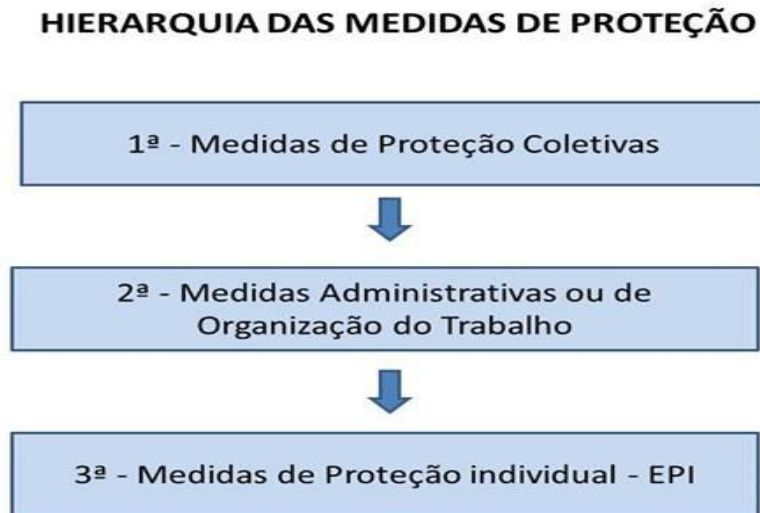 HIERARQUIA DAS MEDIDAS DE PROTEÇÃO
1ª - Medidas de Proteção Coletivas
2ª - Medidas Administrativas ou de
Organização do Trabalho
3ª - Medidas de Proteção individual - EPI